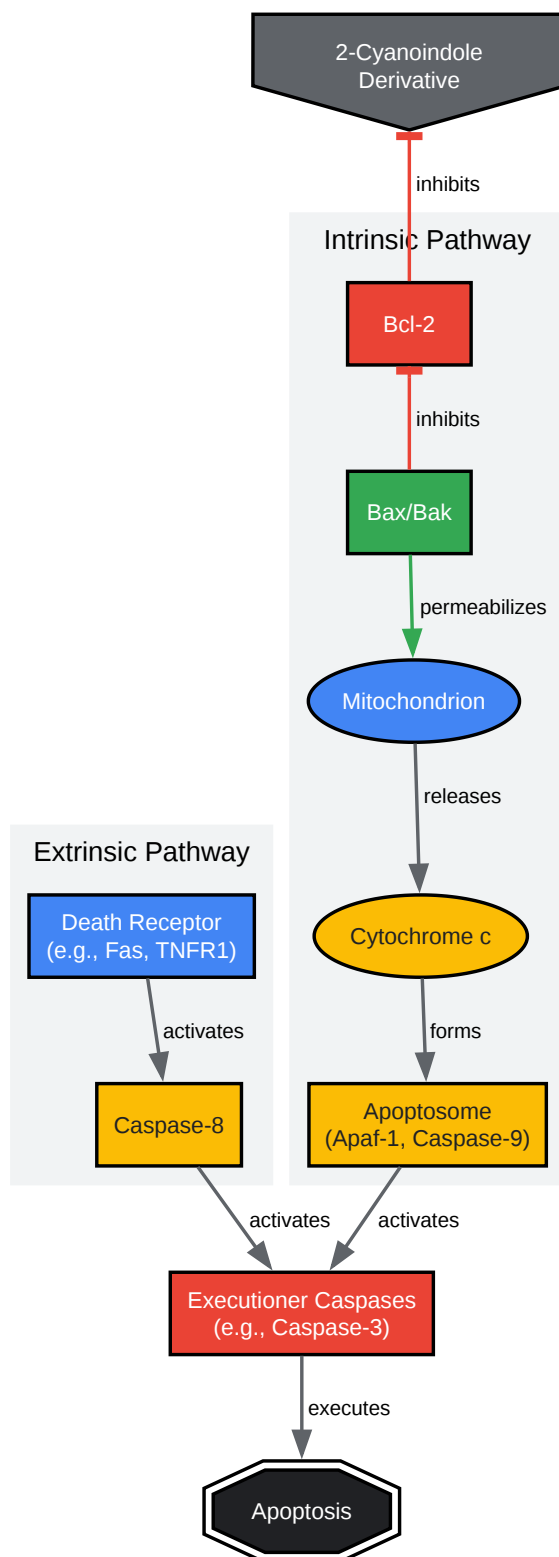 2-Cyanoindole
Derivative
inhibits
Intrinsic Pathway
Bcl-2
inhibits
Bax/Bak
permeabilizes
Mitochondrion
releases
Extrinsic Pathway
Death Receptor
(e.g., Fas, TNFR1)
Cytochrome c
activates
forms
Caspase-8
Apoptosome
(Apaf-1, Caspase-9)
activates
activates
Executioner Caspases
(e.g., Caspase-3)
executes
Apoptosis